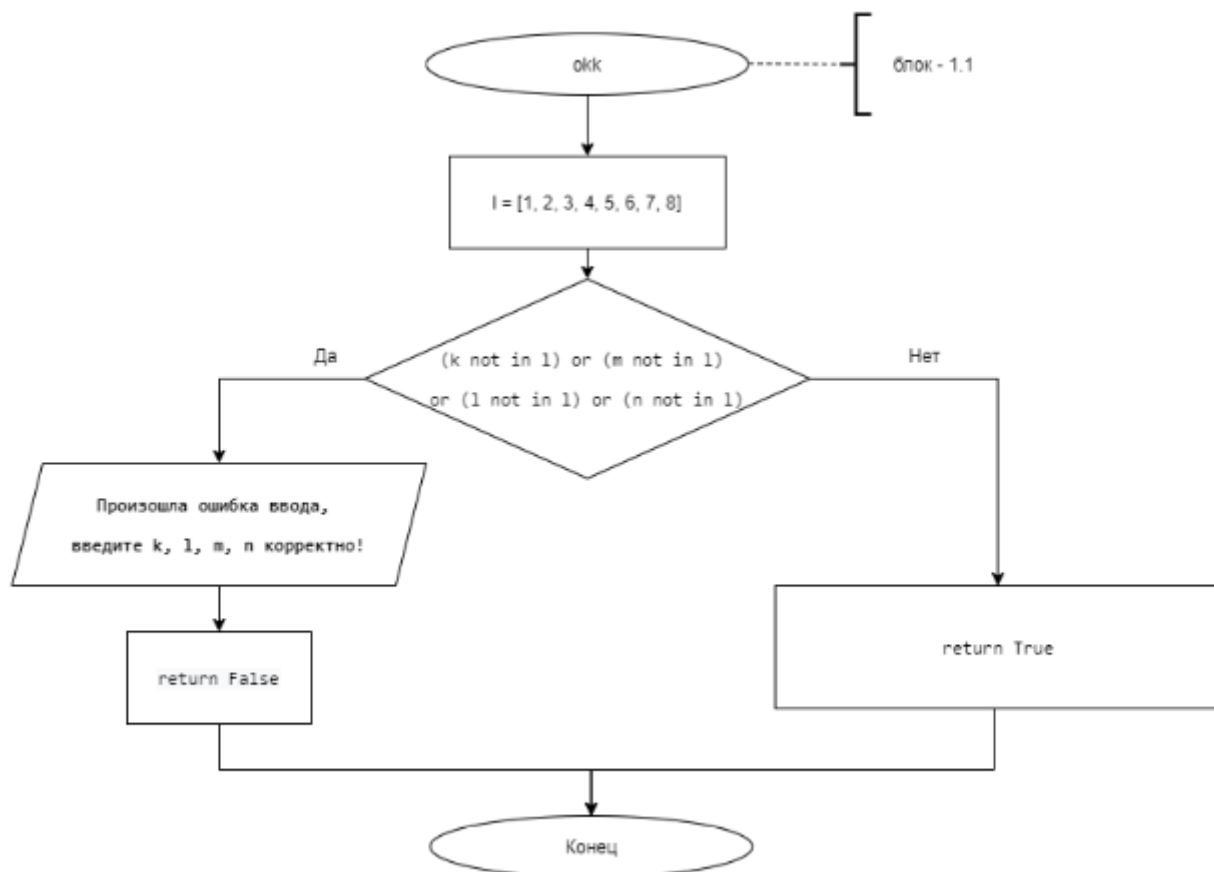 okk
блок - 1.1
l = [1, 2, 3, 4, 5, 6, 7, 8]
Да
(k not in l) or (m not in l)
or (l not in l) or (n not in l)
Нет
Произошла ошибка ввода,
введите k, l, m, n корректно!
return False
return True
Конец